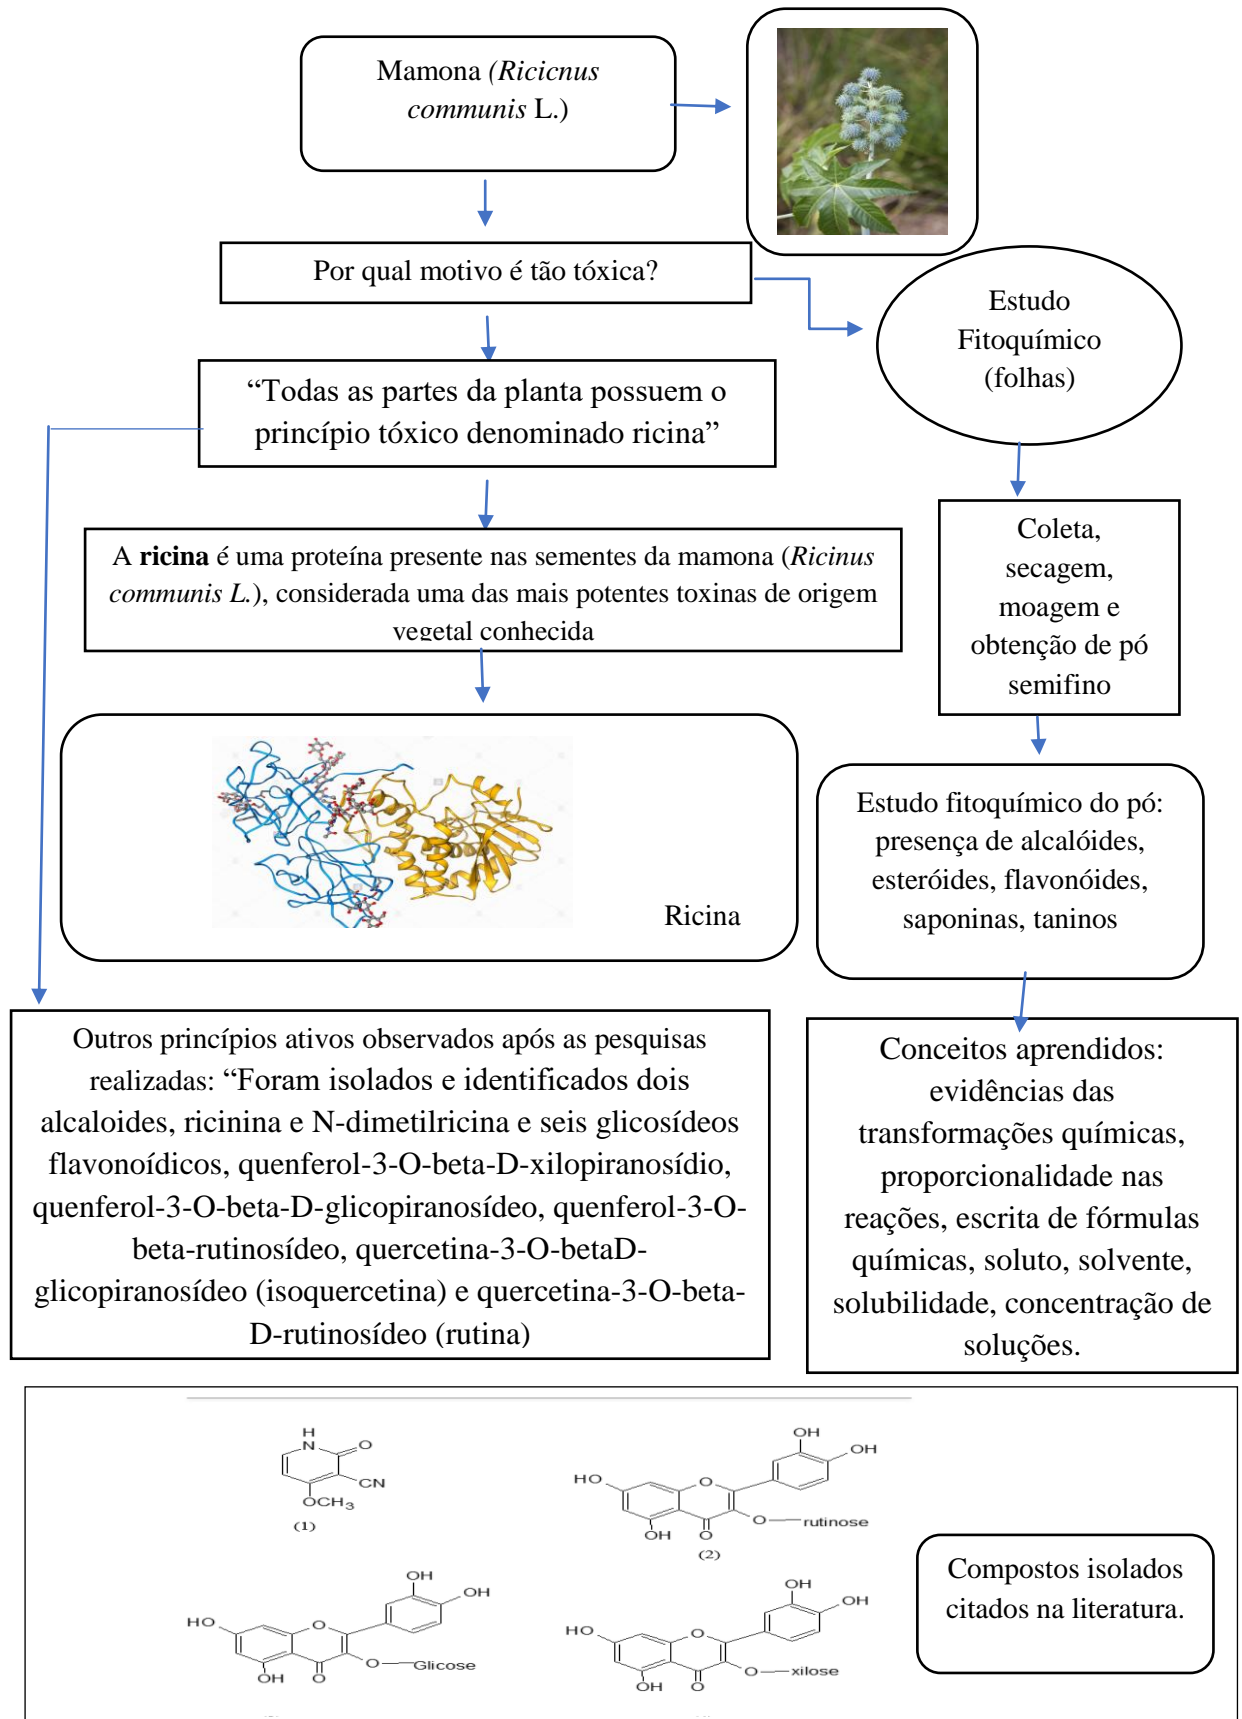 Mamona (Ricicnus
communis L.)
Por qual motivo é tão tóxica?
Estudo
Fitoquímico
(folhas)
“Todas as partes da planta possuem o
princípio tóxico denominado ricina”
A ricina é uma proteína presente nas sementes da mamona (Ricinus
communis L.), considerada uma das mais potentes toxinas de origem
vegetal conhecida
Coleta,
secagem,
moagem e
obtenção de pó
semifino
Ricina
Estudo fitoquímico do pó:
presença de alcalóides,
esteróides, flavonóides,
saponinas, taninos
Outros princípios ativos observados após as pesquisas
realizadas: “Foram isolados e identificados dois
alcaloides, ricinina e N-dimetilricina e seis glicosídeos
flavonoídicos, quenferol-3-O-beta-D-xilopiranosídio,
quenferol-3-O-beta-D-glicopiranosídeo, quenferol-3-O-
beta-rutinosídeo, quercetina-3-O-betaD-
glicopiranosídeo (isoquercetina) e quercetina-3-O-beta-
D-rutinosídeo (rutina)
Conceitos aprendidos:
evidências das
transformações químicas,
proporcionalidade nas
reações, escrita de fórmulas
químicas, soluto, solvente,
solubilidade, concentração de
soluções.
H
N
O
CN
OCH3
(1)
OH
OH
HO
O
O
rutinose
OH
O
(2)
OH
OH
HO
O
O
Glicose
OH
O
OH
OH
HO
O
O
xilose
OH
O
Compostos isolados
citados na literatura.